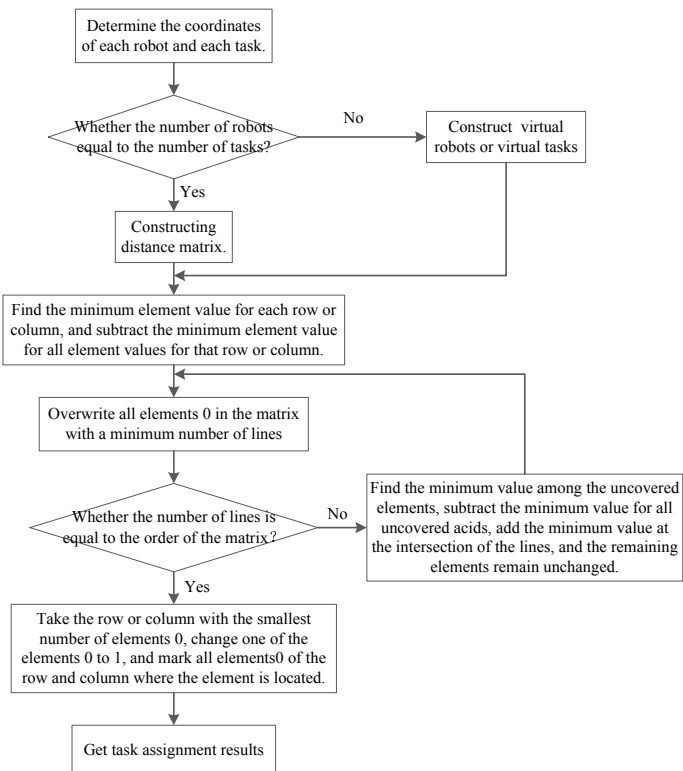 Determine the coordinates
of each robot and each task.
Whether the number of robots
equal to the number of tasks?
No
Construct virtual
robots or virtual tasks
Yes
Constructing
distance matrix.
Find the minimum element value for each row or
column, and subtract the minimum element value
for all element values for that row or column.
Overwrite all elements 0 in the matrix
with a minimum number of lines
Whether the number of lines is
equal to the order of the matrix?
No
Find the minimum value among the uncovered
elements, subtract the minimum value for all
uncovered acids, add the minimum value at
the intersection of the lines, and the remaining
elements remain unchanged.
Yes
Take the row or column with the smallest
number of elements 0, change one of the
elements 0 to 1, and mark all elements0 of the
row and column where the element is located.
Get task assignment results